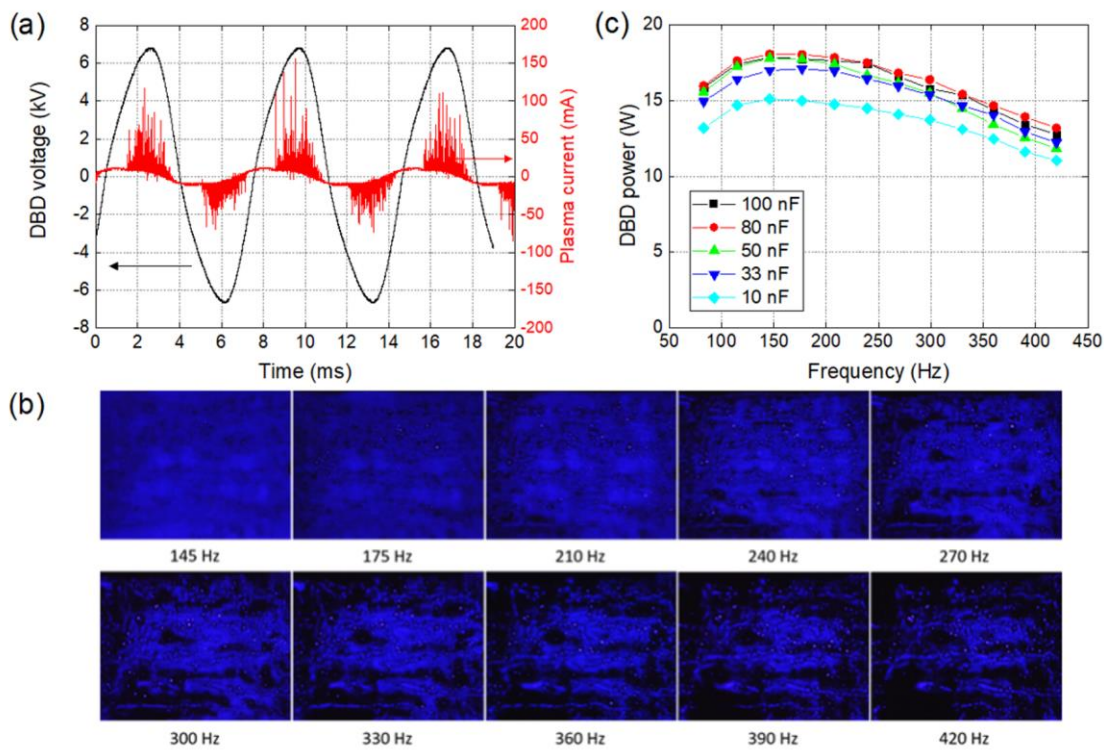 (a)
8
6
4
2
0
-2
-4
-6
-8
DBD voltage (kV)
200
150
100
50
0
-50
-100
-150
-200
Plasma current (mA)
0 2 4 6 8 10 12 14 16 18 20
Time (ms)
(c)
20
15
10
5
0
DBD power (W)
100 nF
80 nF
50 nF
33 nF
10 nF
50 100 150 200 250 300 350 400 450
Frequency (Hz)
(b)
145 Hz 175 Hz 210 Hz 240 Hz 270 Hz
300 Hz 330 Hz 360 Hz 390 Hz 420 Hz